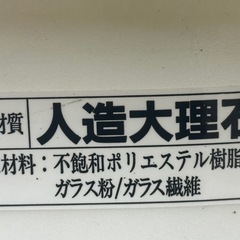 材質 人造大理石
材料：不飽和ポリエステル樹脂
ガラス粉/ガラス繊維